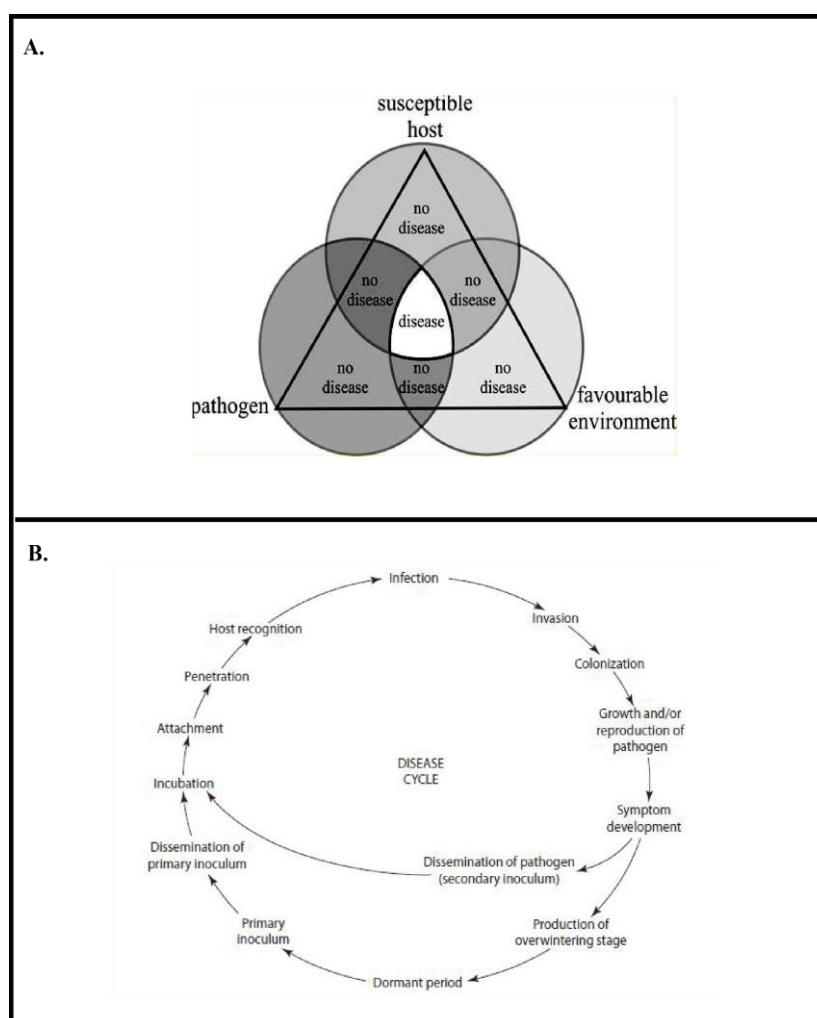 A.
susceptible
host
no
disease
no
disease
no
disease
disease
no
disease
no
disease
no
disease
pathogen
favourable
environment
B.
Infection
Invasion
Colonization
Growth and/or
reproduction of
pathogen
Symptom
development
Dissemination of pathogen
(secondary inoculum)
Production of
overwintering stage
Dormant period
Primary
inoculum
Dissemination of
primary inoculum
Incubation
Attachment
Penetration
Host recognition
DISEASE
CYCLE